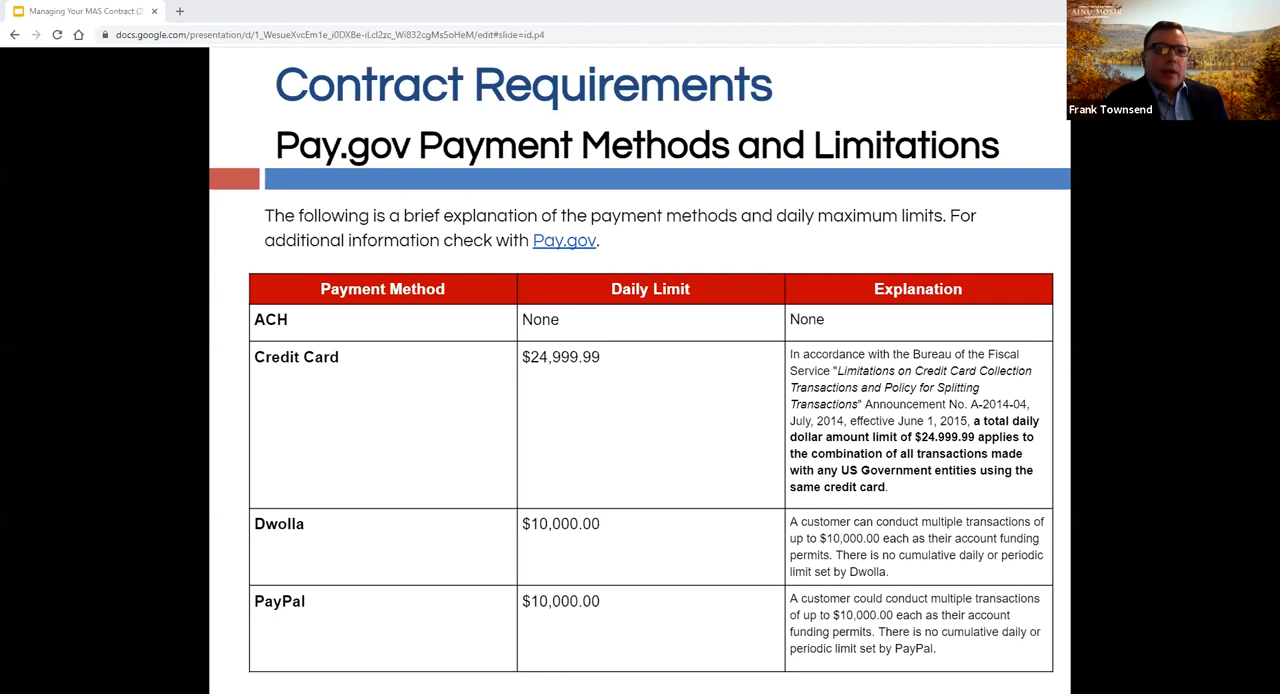 Managing Your MAS Contract (2
docs.google.com/presentation/d/1_WesueXvcEm1e_i0DXBe-iLcl2zc_Wi832cgMs5oHeM/edit#slide=id.p4
AINU MOSIR
Frank Townsend
Contract Requirements
Pay.gov Payment Methods and Limitations
The following is a brief explanation of the payment methods and daily maximum limits. For
additional information check with Pay.gov.
Payment Method Daily Limit Explanation
ACH None None
Credit Card $24,999.99
In accordance with the Bureau of the Fiscal
Service "Limitations on Credit Card Collection
Transactions and Policy for Splitting
Transactions" Announcement No. A-2014-04,
July, 2014, effective June 1, 2015, a total daily
dollar amount limit of $24.999.99 applies to
the combination of all transactions made
with any US Government entities using the
same credit card.
Dwolla $10,000.00
A customer can conduct multiple transactions of
up to $10,000.00 each as their account funding
permits. There is no cumulative daily or periodic
limit set by Dwolla.
PayPal $10,000.00
A customer could conduct multiple transactions
of up to $10,000.00 each as their account
funding permits. There is no cumulative daily or
periodic limit set by PayPal.